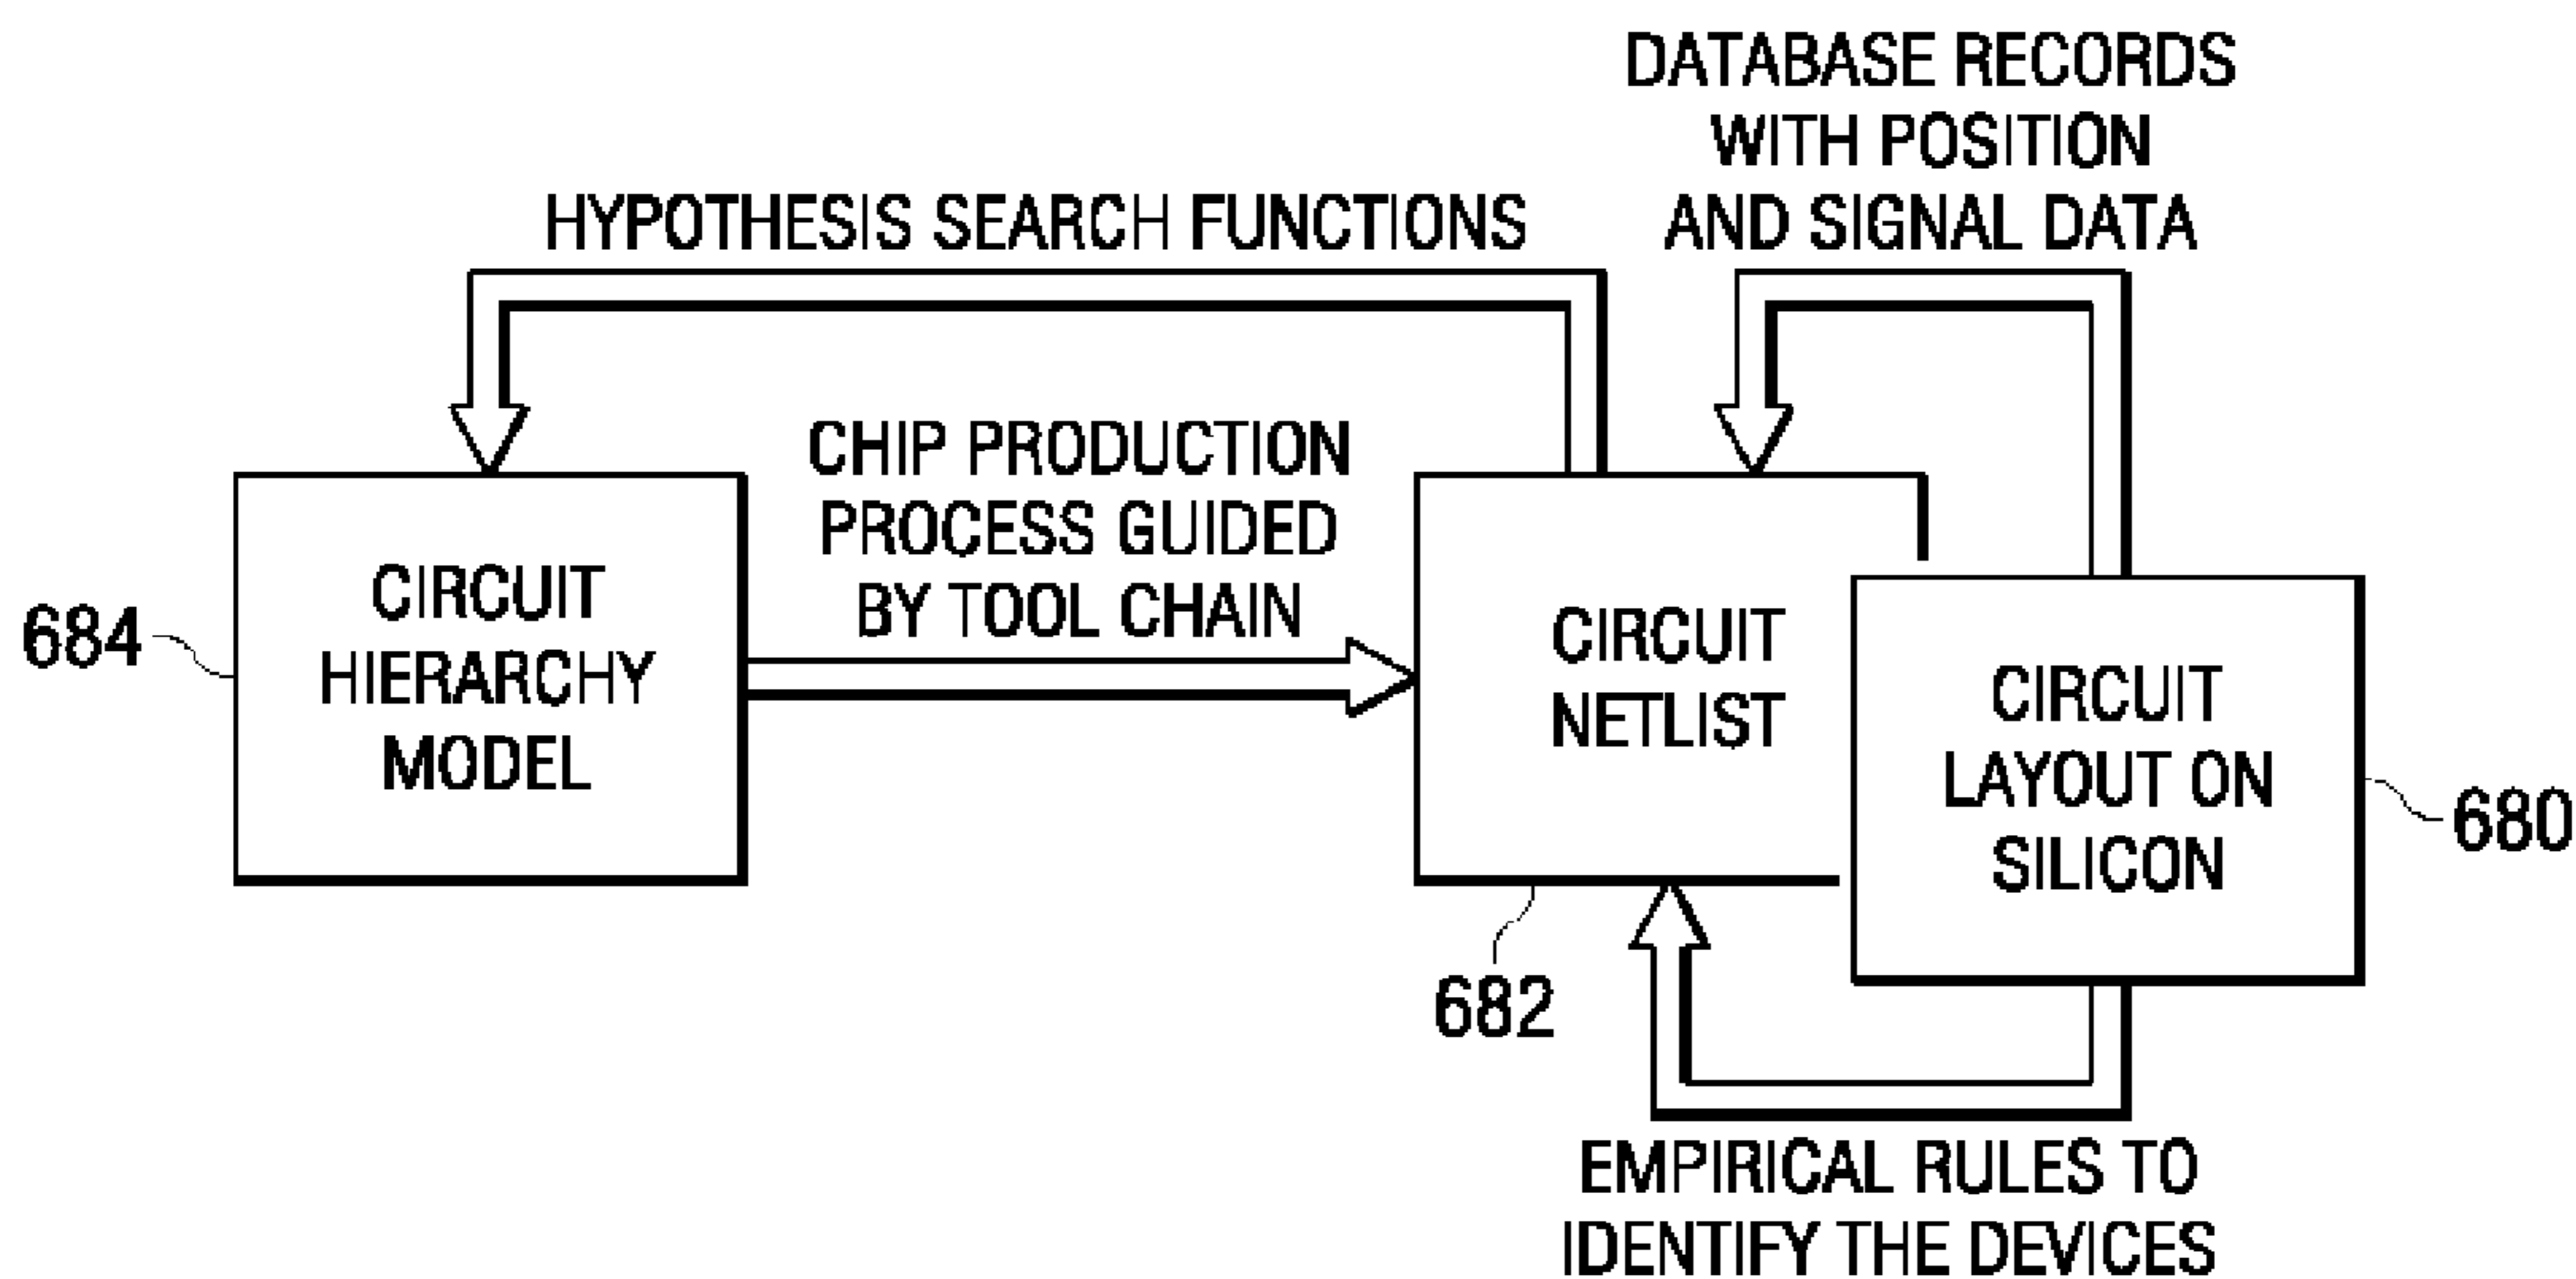 DATABASE RECORDS
WITH POSITION
AND SIGNAL DATA
HYPOTHESIS SEARCH FUNCTIONS
CHIP PRODUCTION
PROCESS GUIDED
BY TOOL CHAIN
684
CIRCUIT
HIERARCHY
MODEL
CIRCUIT
NETLIST
CIRCUIT
LAYOUT ON
SILICON
680
682
EMPIRICAL RULES TO
IDENTIFY THE DEVICES